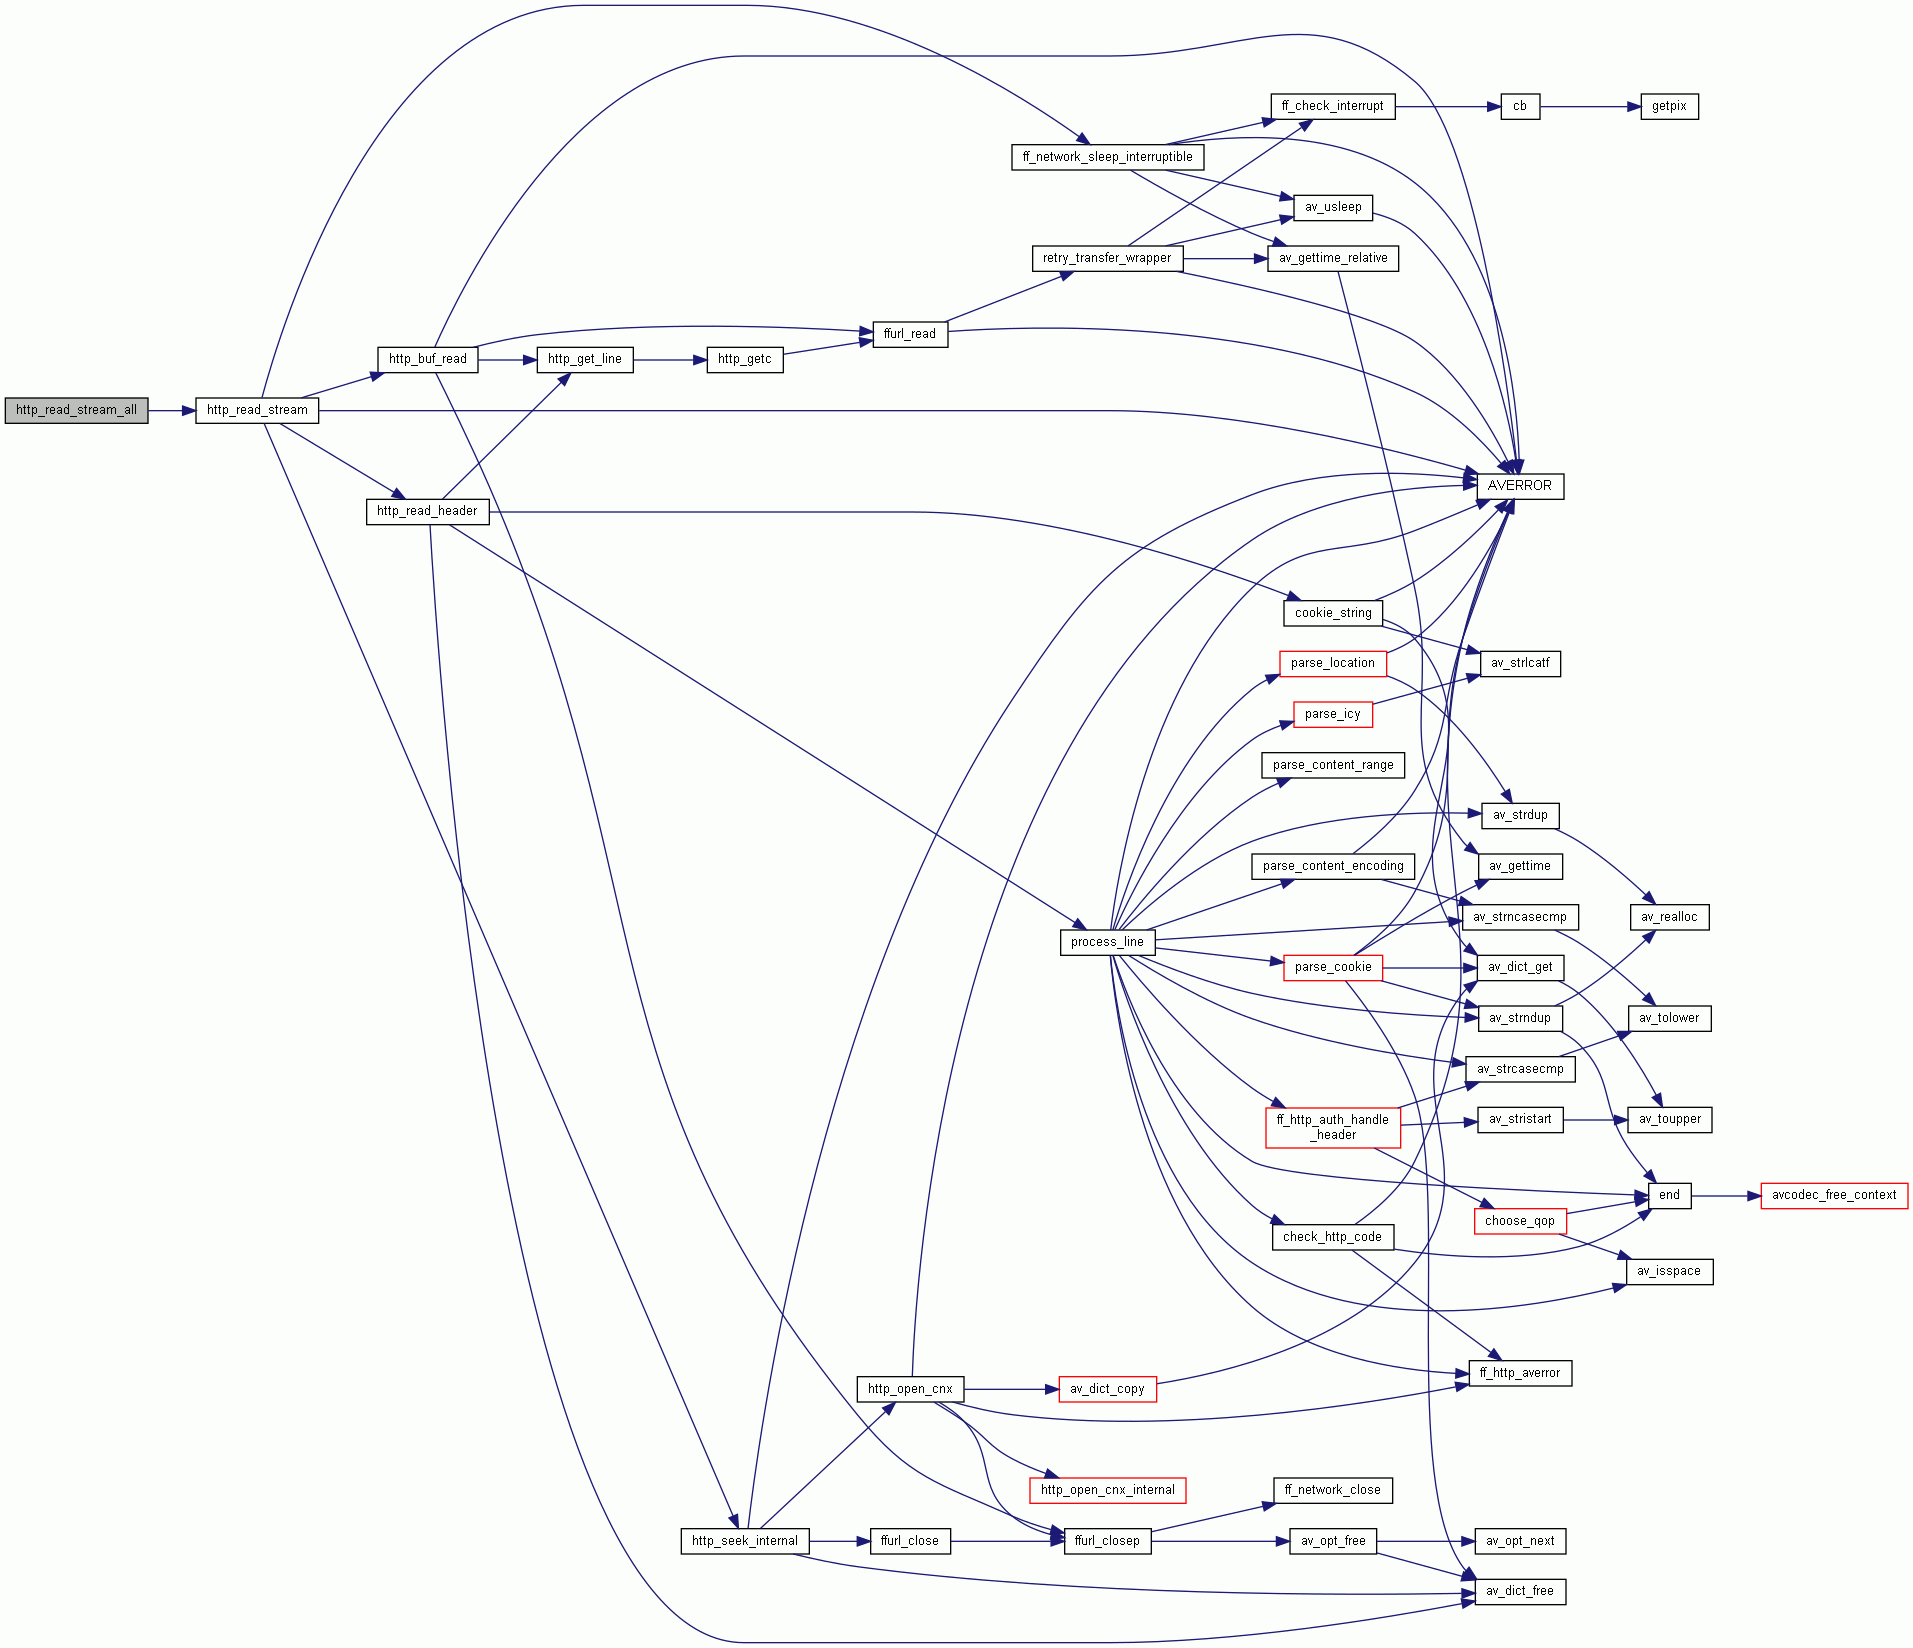 http_read_stream_all
http_read_stream
http_buf_read
http_read_header
http_get_line
http_getc
ffurl_read
ff_network_sleep_interruptible
retry_transfer_wrapper
ff_check_interrupt
cb
getpix
av_usleep
av_gettime_relative
AVERROR
cookie_string
parse_location
av_strlcatf
parse_icy
parse_content_range
av_strdup
parse_content_encoding
av_gettime
av_strncasecmp
av_realloc
process_line
parse_cookie
av_dict_get
av_strndup
av_tolower
av_strcasecmp
ff_http_auth_handle
_header
av_stristart
av_toupper
end
avcodec_free_context
choose_qop
check_http_code
av_isspace
ff_http_averror
http_open_cnx
av_dict_copy
http_open_cnx_internal
ff_network_close
http_seek_internal
ffurl_close
ffurl_closep
av_opt_free
av_opt_next
av_dict_free